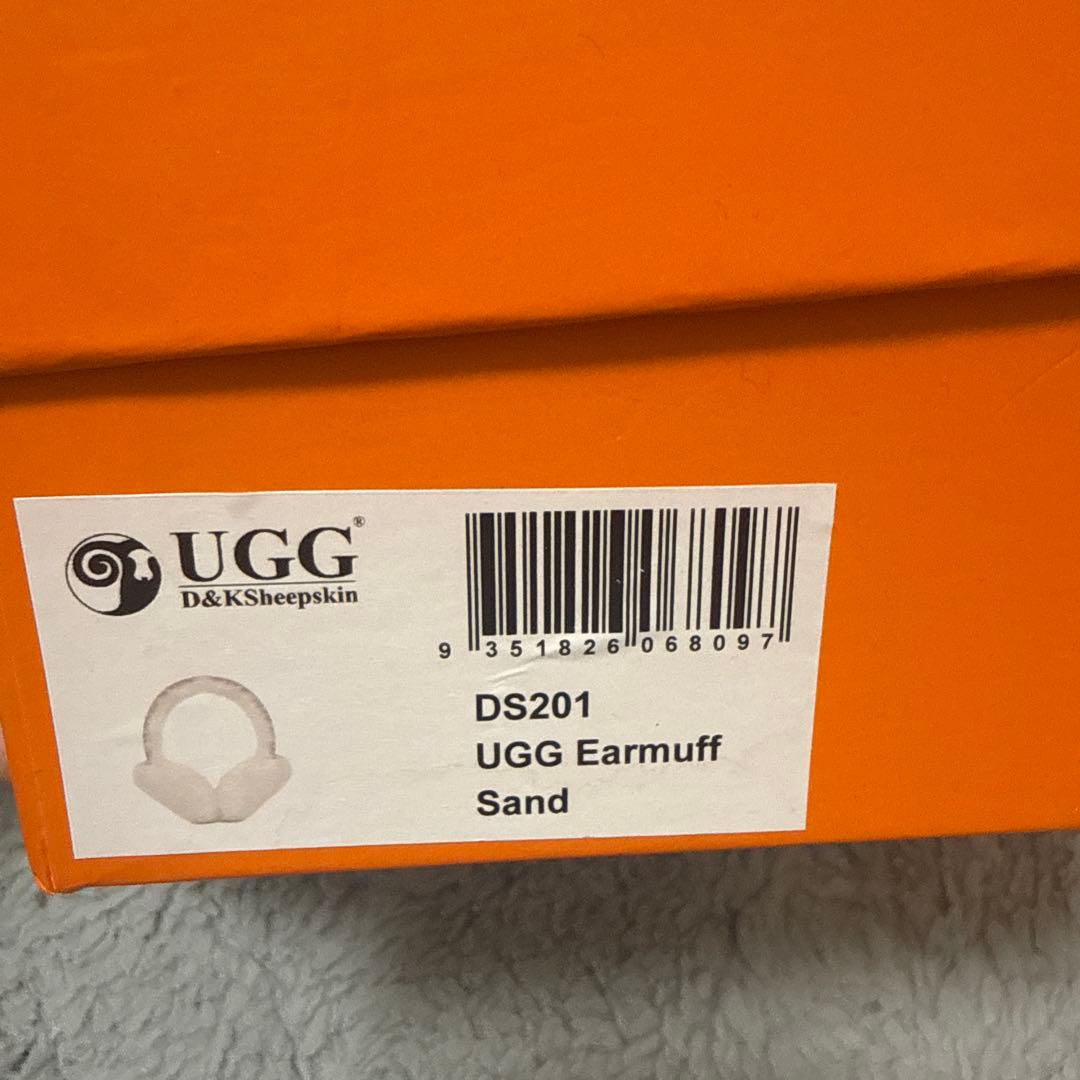 UGG®
D&KSheepskin
9 351826 068097
DS201
UGG Earmuff
Sand